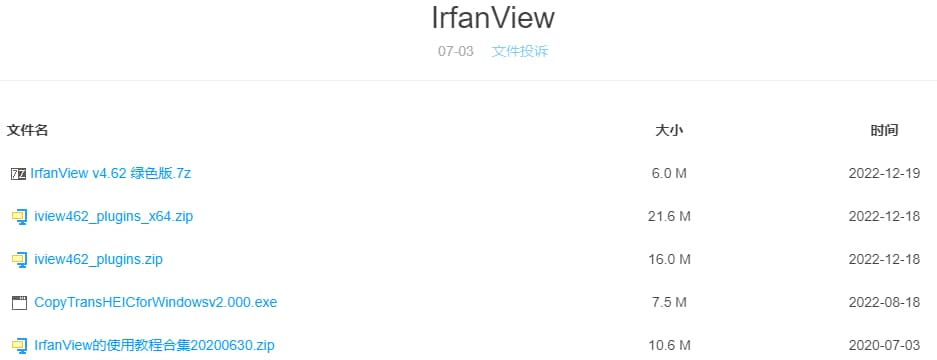 IrfanView
07-03 文件投诉
文件名 大小 时间
IrfanView v4.62 绿色版.7z 6.0 M 2022-12-19
iview462_plugins_x64.zip 21.6 M 2022-12-18
iview462_plugins.zip 16.0 M 2022-12-18
CopyTransHEICforWindowsv2.000.exe 7.5 M 2022-08-18
IrfanView的使用教程合集20200630.zip 10.6 M 2020-07-03